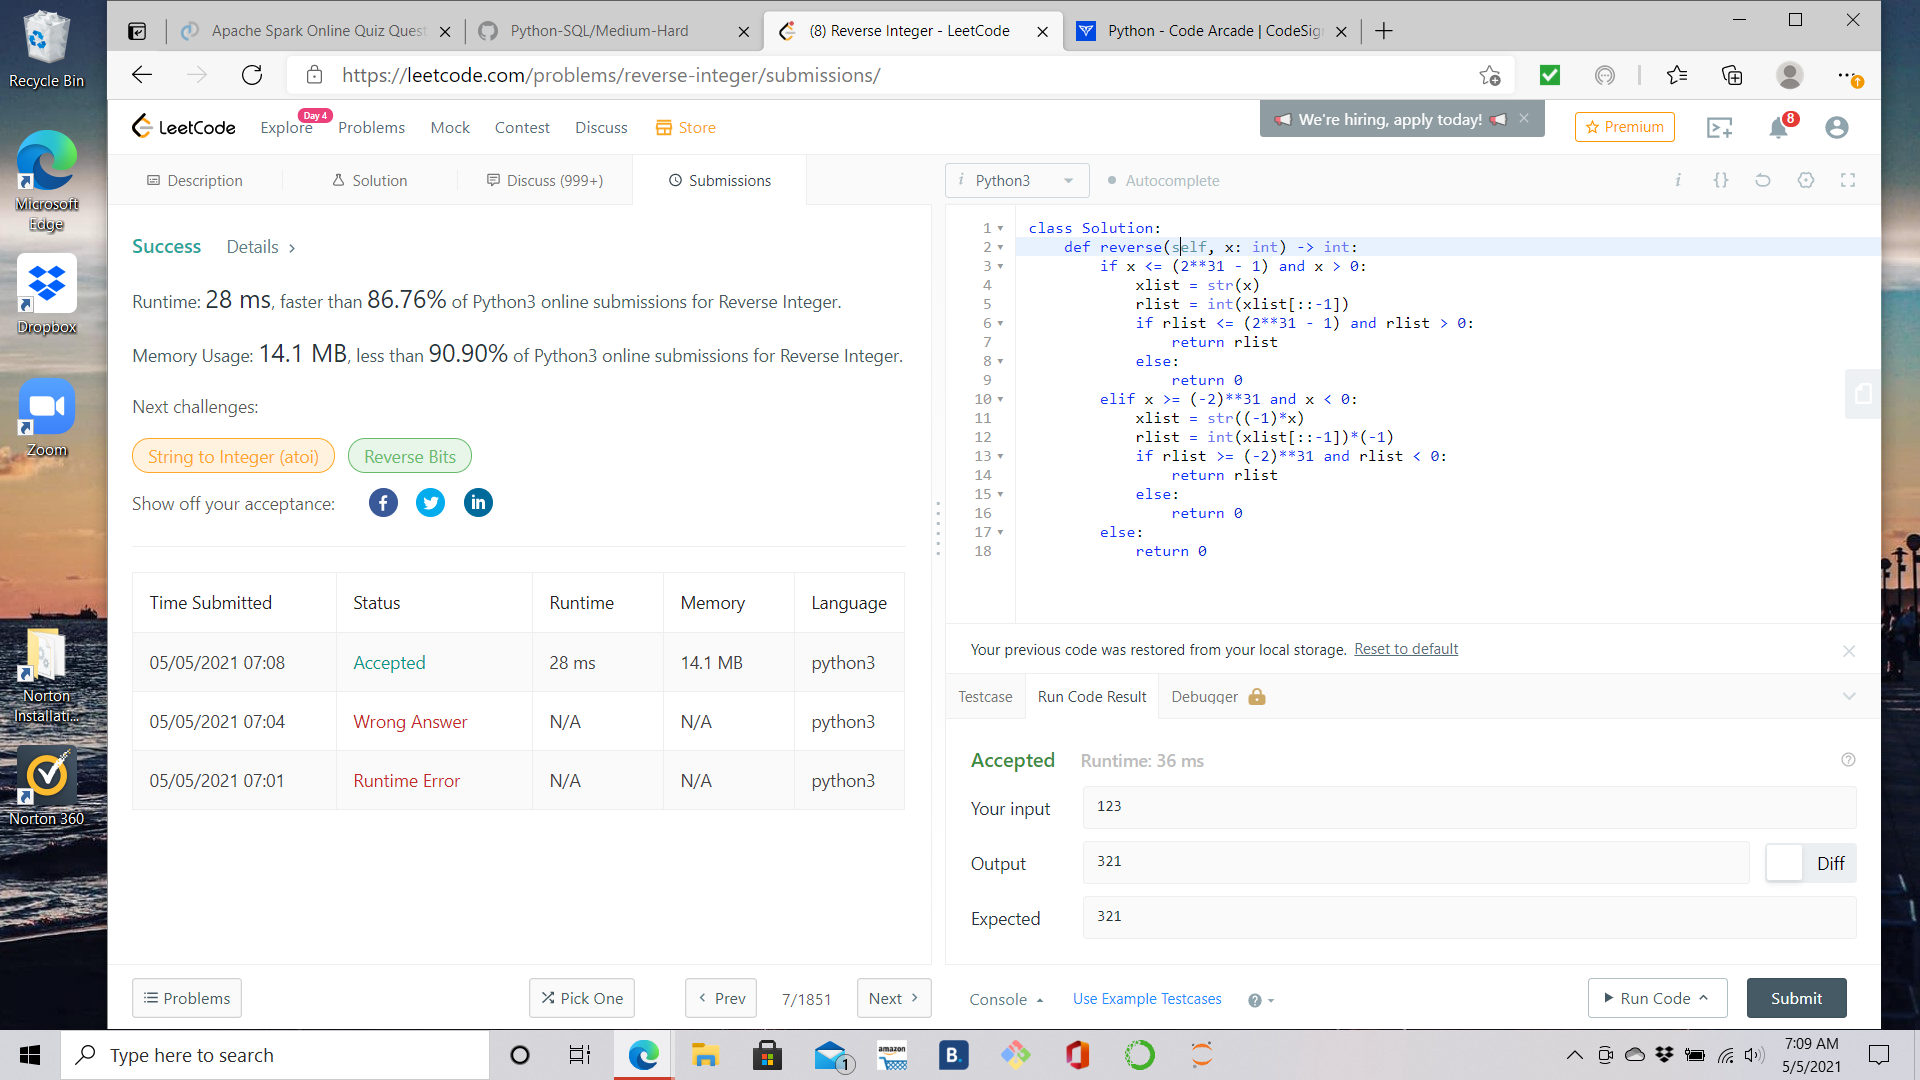 Recycle Bin
Microsoft Edge
Dropbox
Zoom
Norton Installati...
Norton 360
Apache Spark Online Quiz Quest
Python-SQL/Medium-Hard
(8) Reverse Integer - LeetCode
Python - Code Arcade | CodeSig
https://leetcode.com/problems/reverse-integer/submissions/
LeetCode
Explore
Day 4
Problems
Mock
Contest
Discuss
Store
We're hiring, apply today!
Premium
8
Description
Solution
Discuss (999+)
Submissions
i Python3
Autocomplete
i {}
Success Details >
Runtime: 28 ms, faster than 86.76% of Python3 online submissions for Reverse Integer.
Memory Usage: 14.1 MB, less than 90.90% of Python3 online submissions for Reverse Integer.
Next challenges:
String to Integer (atoi)
Reverse Bits
Show off your acceptance:
Time Submitted Status Runtime Memory Language
05/05/2021 07:08 Accepted 28 ms 14.1 MB python3
05/05/2021 07:04 Wrong Answer N/A N/A python3
05/05/2021 07:01 Runtime Error N/A N/A python3
1 class Solution:
2 def reverse(self, x: int) -> int:
3 if x <= (2**31 - 1) and x > 0:
4 xlist = str(x)
5 rlist = int(xlist[::-1])
6 if rlist <= (2**31 - 1) and rlist > 0:
7 return rlist
8 else:
9 return 0
10 elif x >= (-2)**31 and x < 0:
11 xlist = str((-1)*x)
12 rlist = int(xlist[::-1])*(-1)
13 if rlist >= (-2)**31 and rlist < 0:
14 return rlist
15 else:
16 return 0
17 else:
18 return 0
Your previous code was restored from your local storage. Reset to default
Testcase
Run Code Result
Debugger
Accepted Runtime: 36 ms
Your input 123
Output 321
Diff
Expected 321
Problems
Pick One
< Prev
7/1851
Next >
Console
Use Example Testcases
Run Code
Submit
Type here to search
1
amazon
B.
7:09 AM
5/5/2021